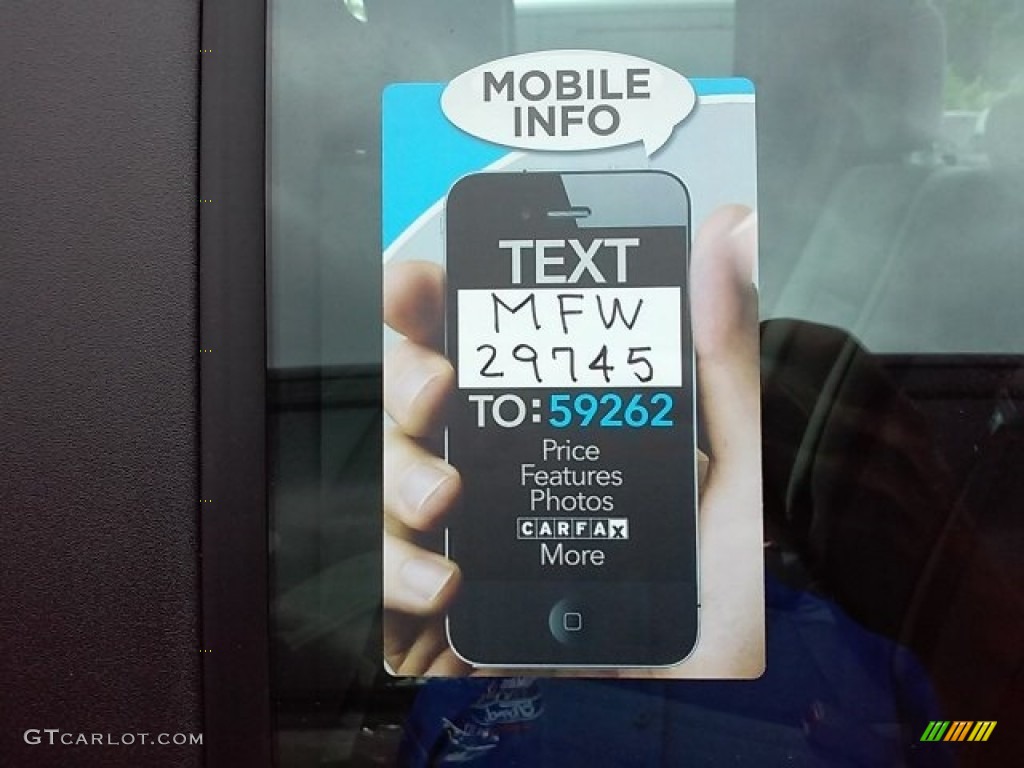 MOBILE
INFO
TEXT
MFW
29745
TO: 59262
Price
Features
Photos
CARFAX
More
GTCARLOT.COM